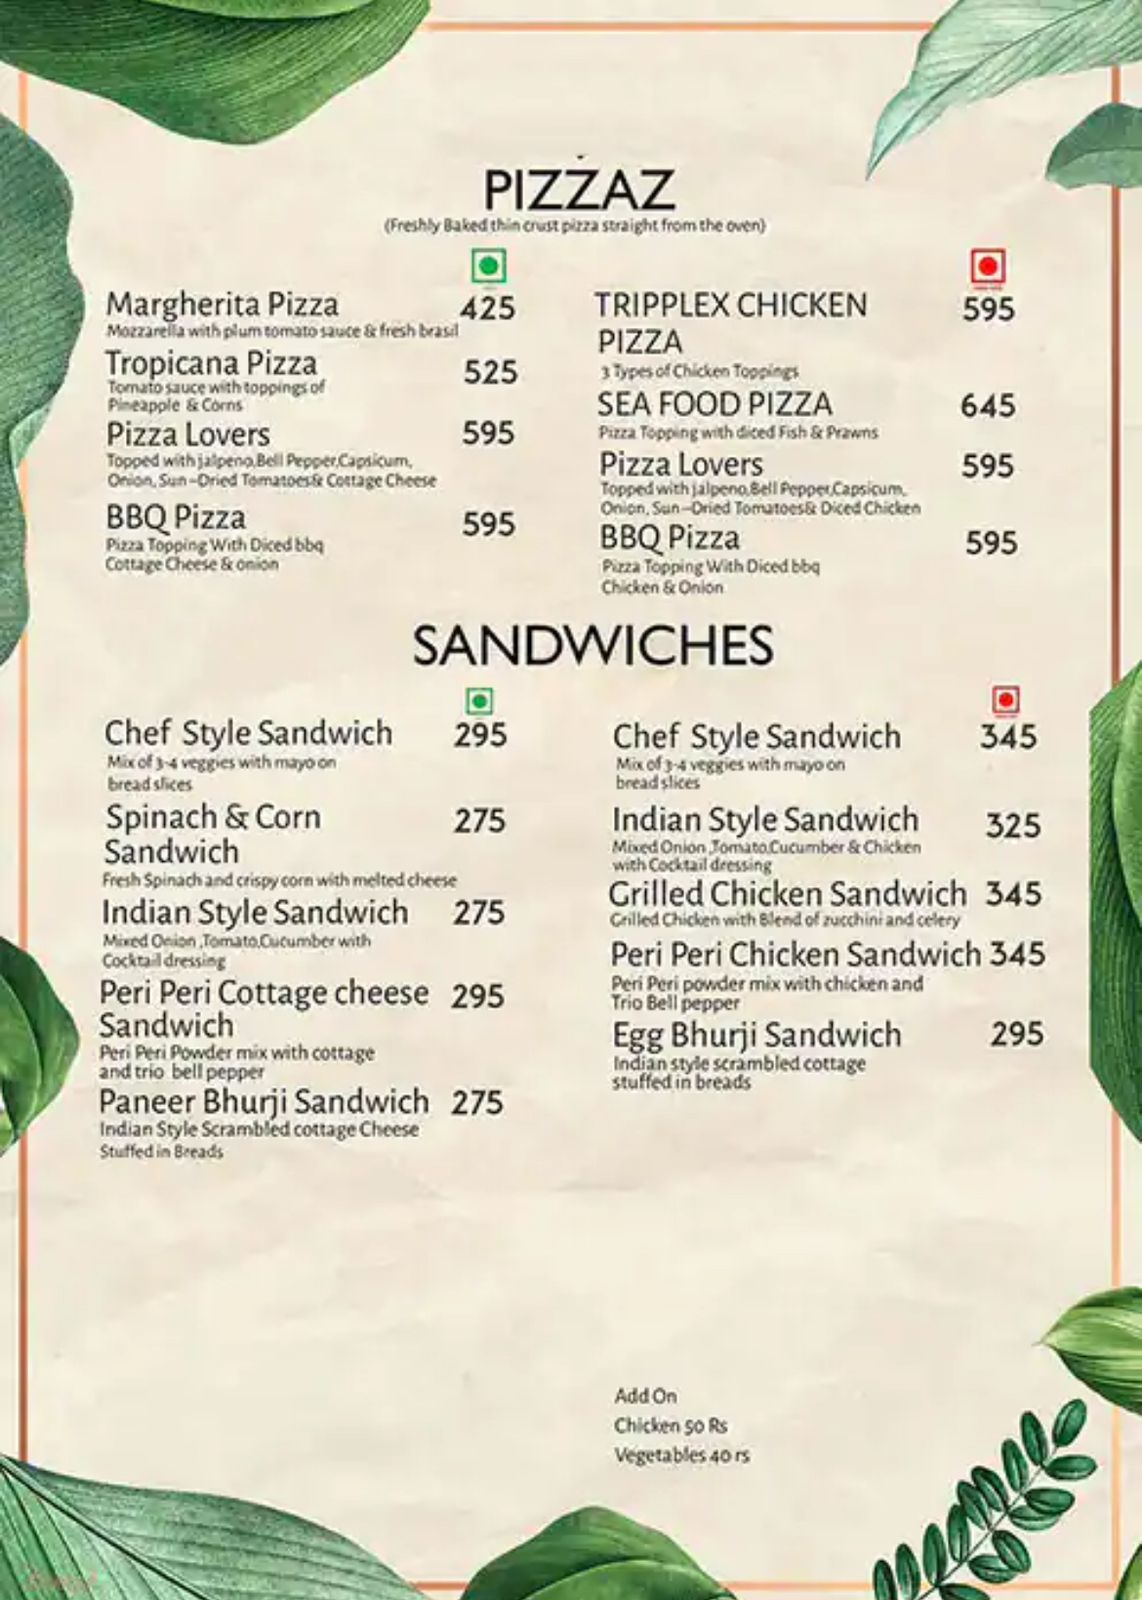 PIZZAZ
(Freshly Baked thin crust pizza straight from the oven)
Margherita Pizza 425
Mozzarella with plum tomato sauce & fresh brasil
Tropicana Pizza 525
Tomato sauce with toppings of
Pineapple & Corns
Pizza Lovers 595
Topped with jalpeno,Bell Pepper,Capsicum,
Onion, Sun-Dried Tomatoes& Cottage Cheese
BBQ Pizza 595
Pizza Topping With Diced bbq
Cottage Cheese & onion
TRIPPLEX CHICKEN 595
PIZZA
3 Types of Chicken Toppings
SEA FOOD PIZZA 645
Pizza Topping with diced Fish & Prawns
Pizza Lovers 595
Topped with jalpeno,Bell Pepper,Capsicum,
Onion, Sun-Dried Tomatoes& Diced Chicken
BBQ Pizza 595
Pizza Topping With Diced bbq
Chicken & Onion
SANDWICHES
Chef Style Sandwich 295
Mix of 3-4 veggies with mayo on
bread slices
Spinach & Corn 275
Sandwich
Fresh Spinach and crispy corn with melted cheese
Indian Style Sandwich 275
Mixed Onion ,Tomato,Cucumber with
Cocktail dressing
Peri Peri Cottage cheese 295
Sandwich
Peri Peri Powder mix with cottage
and trio bell pepper
Paneer Bhurji Sandwich 275
Indian Style Scrambled cottage Cheese
Stuffed in Breads
Chef Style Sandwich 345
Mix of 3-4 veggies with mayo on
bread slices
Indian Style Sandwich 325
Mixed Onion ,Tomato,Cucumber & Chicken
with Cocktail dressing
Grilled Chicken Sandwich 345
Grilled Chicken with Blend of zucchini and celery
Peri Peri Chicken Sandwich 345
Peri Peri powder mix with chicken and
Trio Bell pepper
Egg Bhurji Sandwich 295
Indian style scrambled cottage
stuffed in breads
Add On
Chicken 50 Rs
Vegetables 40 rs